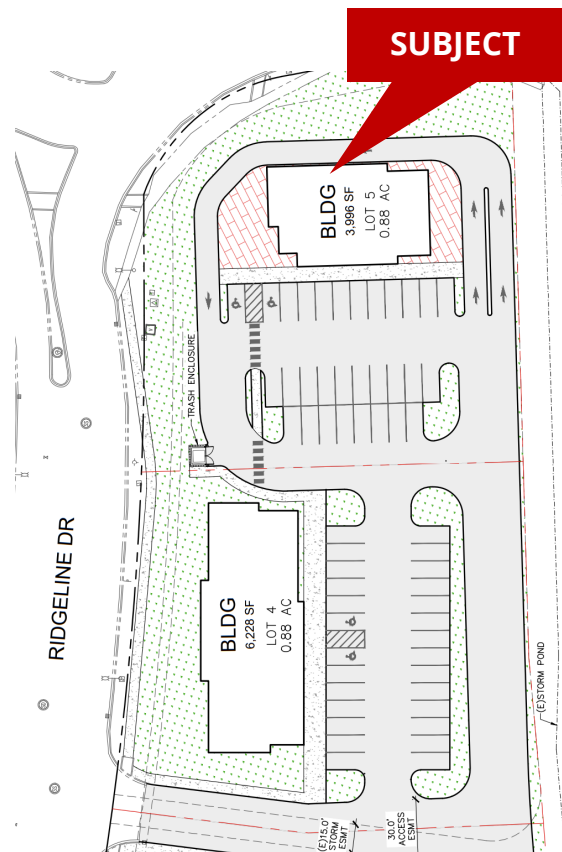 SUBJECT
BLDG
3,996 SF
LOT 5
0.88 AC
TRASH ENCLOSURE
RIDGELINE DR
BLDG
6,228 SF
LOT 4
0.88 AC
(E)STORM POND
(E)15.0'
STORM
ESMT
30.0'
ACCESS
ESMT